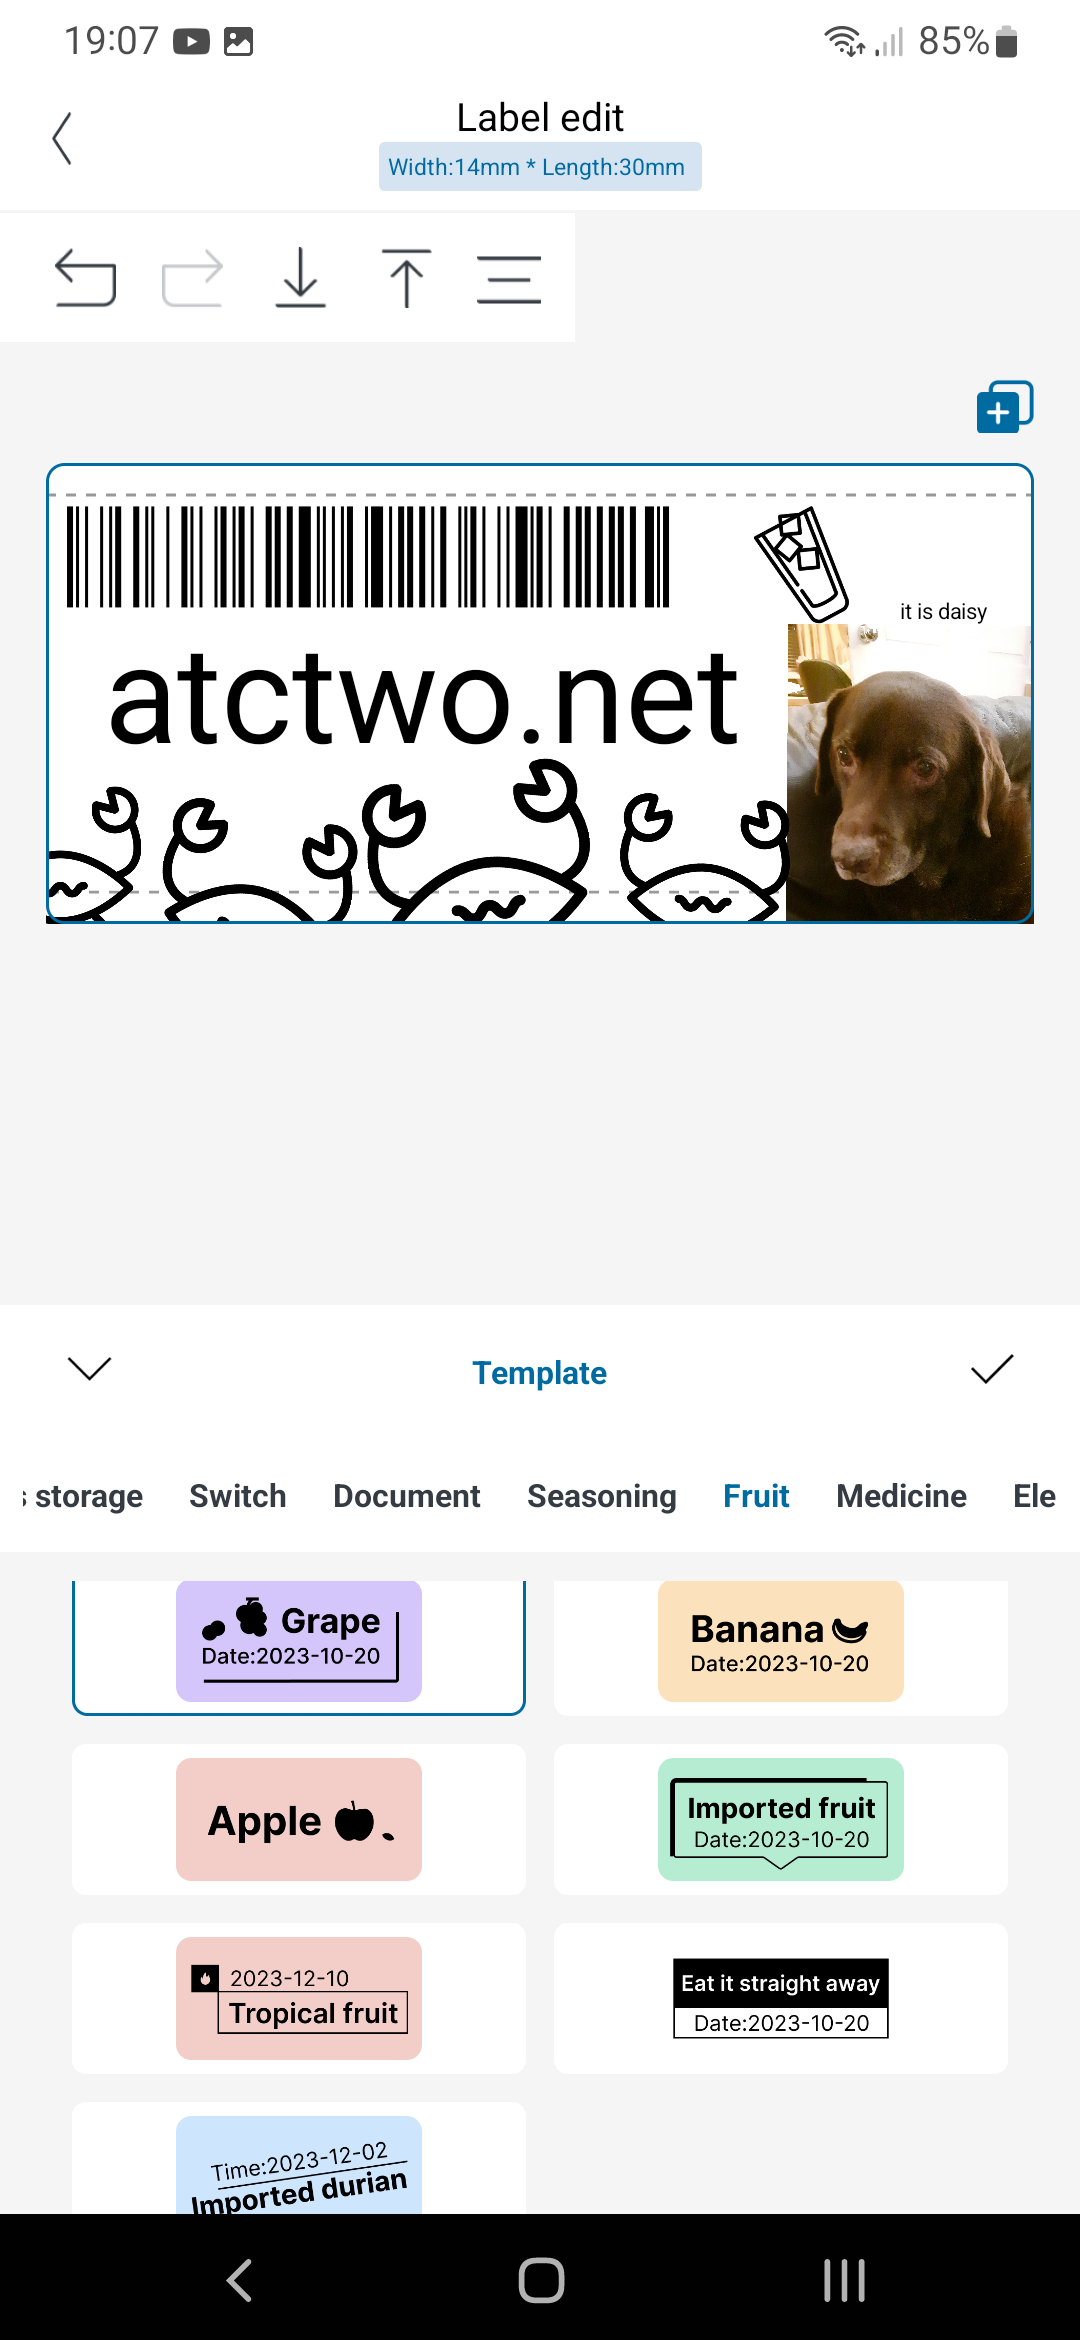 19:07
85%
Label edit
Width:14mm * Length:30mm
it is daisy
atctwo.net
Template
storage Switch Document Seasoning Fruit Medicine Ele
Grape
Date:2023-10-20
Banana
Date:2023-10-20
Apple
Imported fruit
Date:2023-10-20
2023-12-10
Tropical fruit
Eat it straight away
Date:2023-10-20
Time:2023-12-02
Imported durian